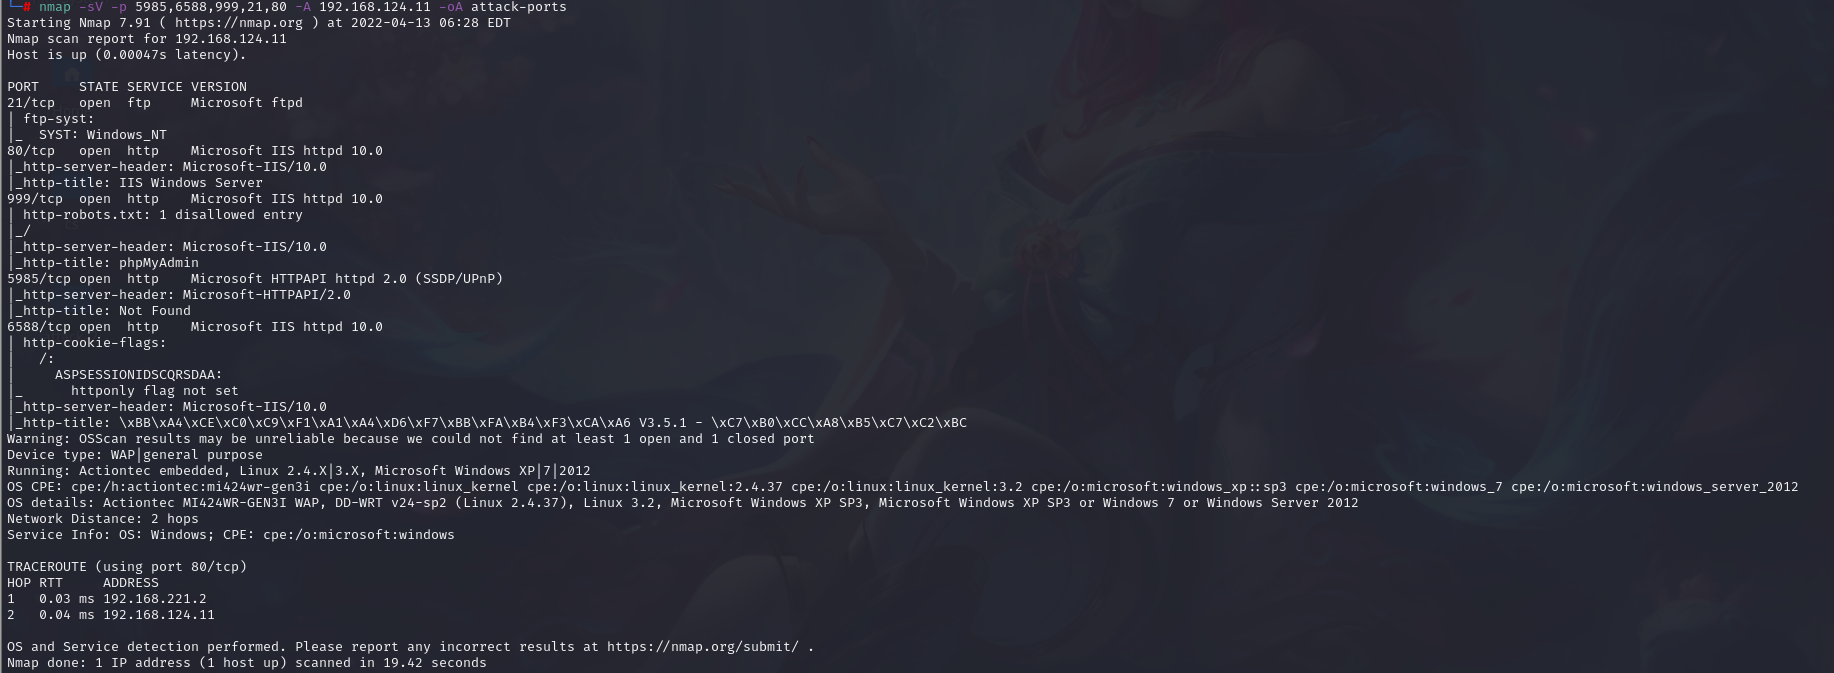 └─# nmap -sV -p 5985,6588,999,21,80 -A 192.168.124.11 -oA attack-ports
Starting Nmap 7.91 ( https://nmap.org ) at 2022-04-13 06:28 EDT
Nmap scan report for 192.168.124.11
Host is up (0.00047s latency).
PORT     STATE SERVICE VERSION
21/tcp   open  ftp     Microsoft ftpd
| ftp-syst:
|_  SYST: Windows_NT
80/tcp   open  http    Microsoft IIS httpd 10.0
|_http-server-header: Microsoft-IIS/10.0
|_http-title: IIS Windows Server
999/tcp  open  http    Microsoft IIS httpd 10.0
| http-robots.txt: 1 disallowed entry
|_/
|_http-server-header: Microsoft-IIS/10.0
|_http-title: phpMyAdmin
5985/tcp open  http    Microsoft HTTPAPI httpd 2.0 (SSDP/UPnP)
|_http-server-header: Microsoft-HTTPAPI/2.0
|_http-title: Not Found
6588/tcp open  http    Microsoft IIS httpd 10.0
| http-cookie-flags:
|   /:
|     ASPSESSIONIDSCQRSDAA:
|_      httponly flag not set
|_http-server-header: Microsoft-IIS/10.0
|_http-title: \xBB\xA4\xCE\xC0\xC9\xF1\xA1\xA4\xD6\xF7\xBB\xFA\xB4\xF3\xCA\xA6 V3.5.1 - \xC7\xB0\xCC\xA8\xB5\xC7\xC2\xBC
Warning: OSScan results may be unreliable because we could not find at least 1 open and 1 closed port
Device type: WAP|general purpose
Running: Actiontec embedded, Linux 2.4.X|3.X, Microsoft Windows XP|7|2012
OS CPE: cpe:/h:actiontec:mi424wr-gen3i cpe:/o:linux:linux_kernel cpe:/o:linux:linux_kernel:2.4.37 cpe:/o:linux:linux_kernel:3.2 cpe:/o:microsoft:windows_xp::sp3 cpe:/o:microsoft:windows_7 cpe:/o:microsoft:windows_server_2012
OS details: Actiontec MI424WR-GEN3I WAP, DD-WRT v24-sp2 (Linux 2.4.37), Linux 3.2, Microsoft Windows XP SP3, Microsoft Windows XP SP3 or Windows 7 or Windows Server 2012
Network Distance: 2 hops
Service Info: OS: Windows; CPE: cpe:/o:microsoft:windows
TRACEROUTE (using port 80/tcp)
HOP RTT     ADDRESS
1   0.03 ms 192.168.221.2
2   0.04 ms 192.168.124.11
OS and Service detection performed. Please report any incorrect results at https://nmap.org/submit/ .
Nmap done: 1 IP address (1 host up) scanned in 19.42 seconds